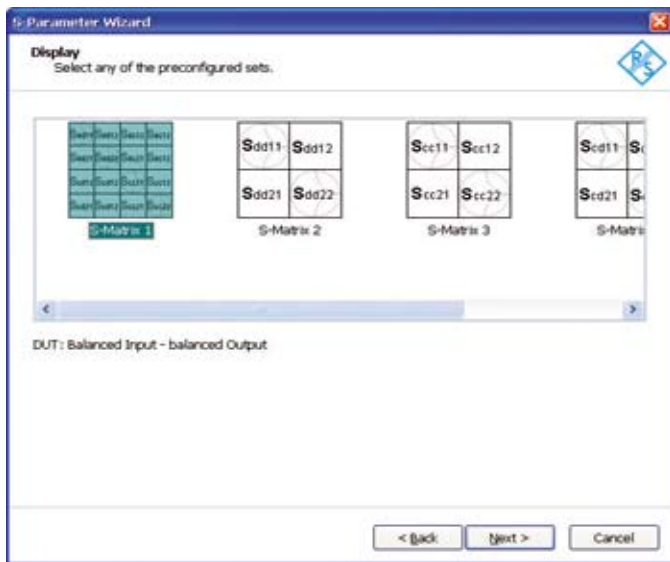 S-Parameter Wizard
Display
Select any of the preconfigured sets.
R S
Sdd11 Sdd12
Sdd21 Sdd22
Scc11 Scc12
Scc21 Scc22
Scd11 S
Scd21 S
S-Matrix 1
S-Matrix 2
S-Matrix 3
S-Matri
DUT: Balanced Input - balanced Output
< Back
Next >
Cancel